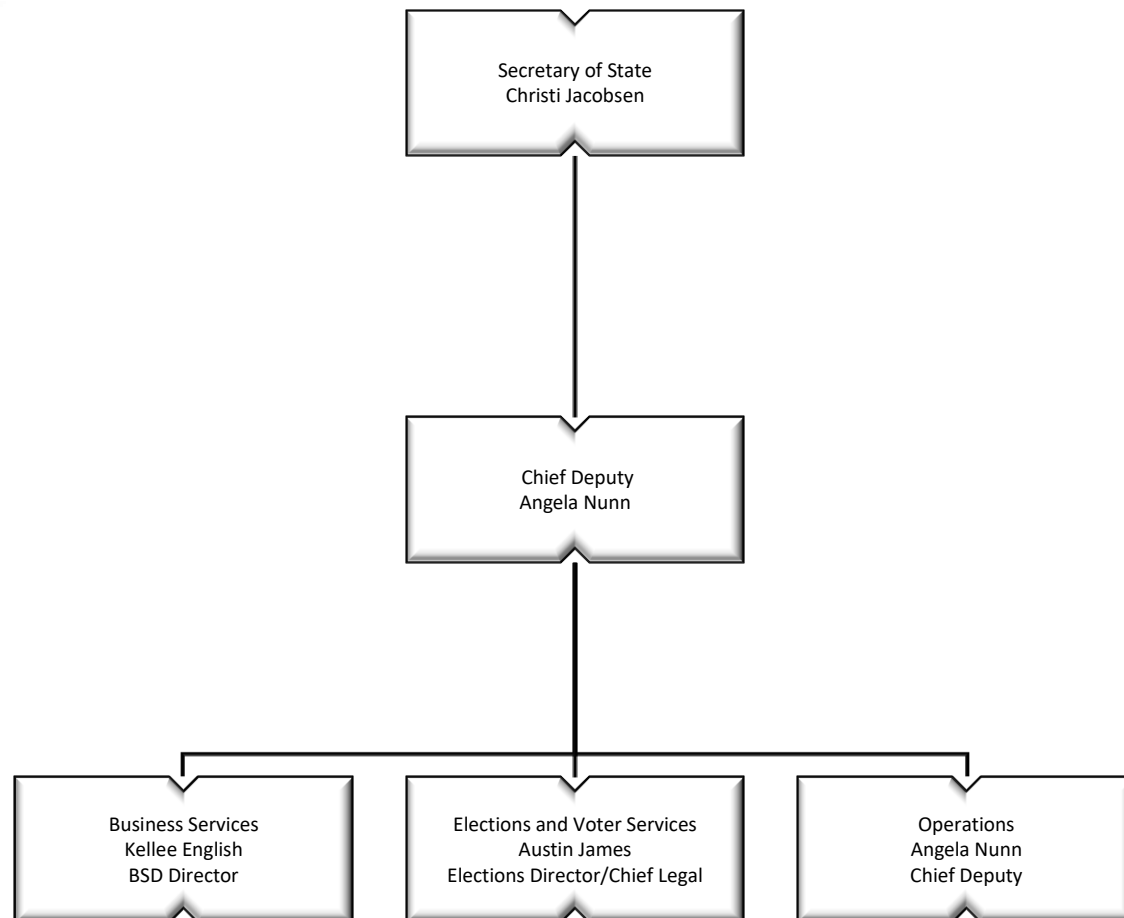 Secretary of State
Christi Jacobsen
Chief Deputy
Angela Nunn
Business Services
Kellee English
BSD Director
Elections and Voter Services
Austin James
Elections Director/Chief Legal
Operations
Angela Nunn
Chief Deputy